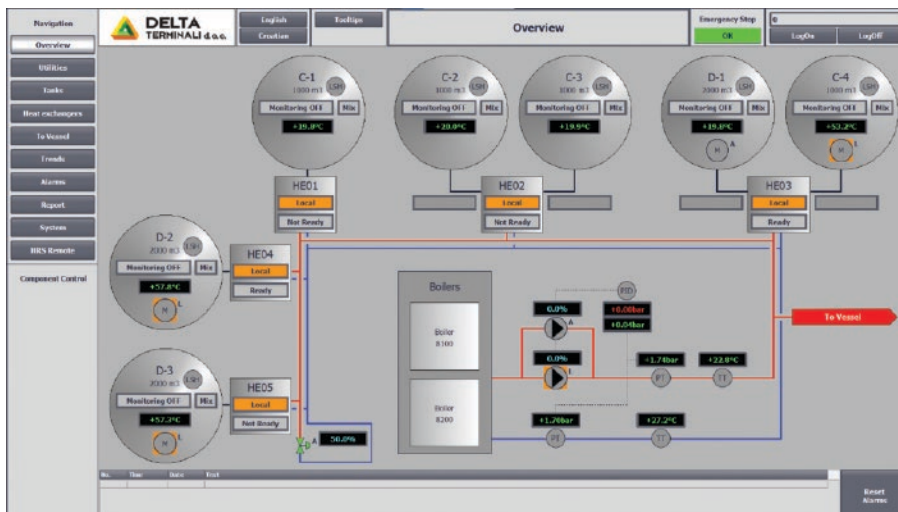 Navigation
Overview
Utilities
Tanks
Heat exchangers
To Vessel
Trends
Alarms
Report
System
HRS Remote
Component Control
DELTA
TERMINALI d.o.o.
English
Croatian
Tooltips
Overview
Emergency Stop
OK
0
LogOn
LogOff
C-1
1000 m3
LSH
Monitoring OFF
Mix
+19.8°C
C-2
1000 m3
LSH
Monitoring OFF
Mix
+20.0°C
C-3
1000 m3
LSH
Monitoring OFF
Mix
+19.9°C
D-1
2000 m3
LSH
Monitoring OFF
Mix
+19.8°C
M
A
C-4
1000 m3
LSH
Monitoring OFF
Mix
+53.2°C
M
L
HE01
Local
Not Ready
HE02
Local
Not Ready
HE03
Local
Ready
D-2
2000 m3
LSH
Monitoring OFF
Mix
+57.8°C
M
L
HE04
Local
Ready
D-3
2000 m3
LSH
Monitoring OFF
Mix
+57.3°C
M
L
HE05
Local
Not Ready
A
50.0%
Boilers
Boiler
8100
Boiler
8200
0.0%
A
0.0%
PID
+0.00bar
+0.04bar
+1.74bar
PT
+22.8°C
TT
+1.70bar
PT
+27.2°C
TT
To Vessel
No.
Time
Date
Text
Reset
Alarms